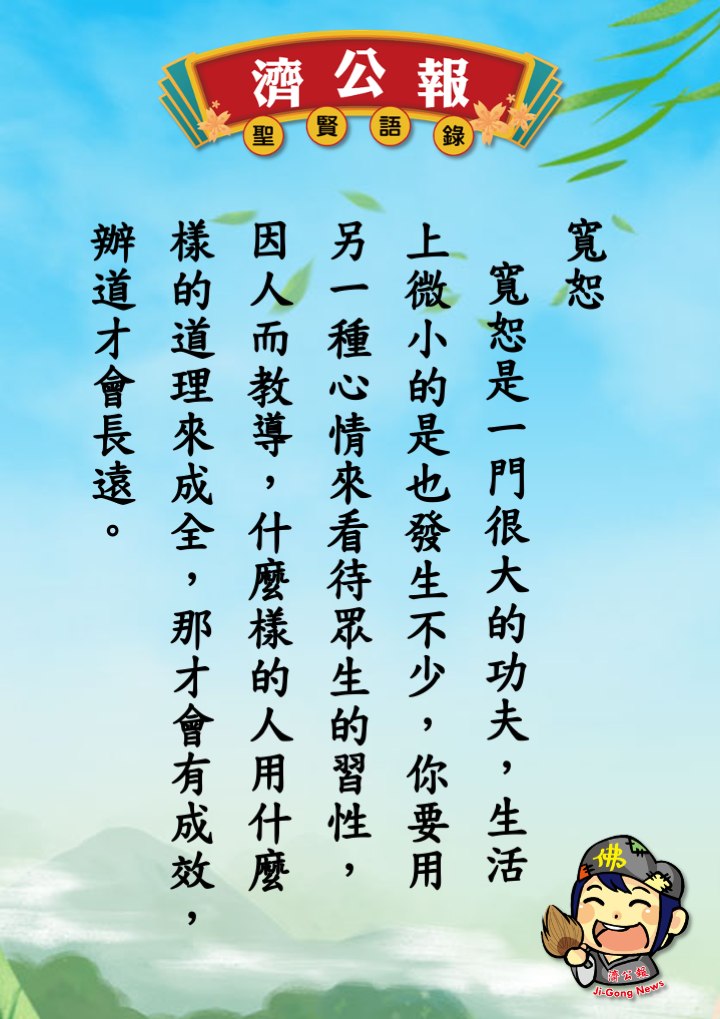 濟公報
聖賢語錄
寬恕
寬恕是一門很大的功夫，生活
上微小的是也發生不少，你要用
另一種心情來看待眾生的習性，
因人而教導，什麼樣的人用什麼
樣的道理來成全，那才會有成效，
辦道才會長遠。
佛
濟公報
Ji-Gong News